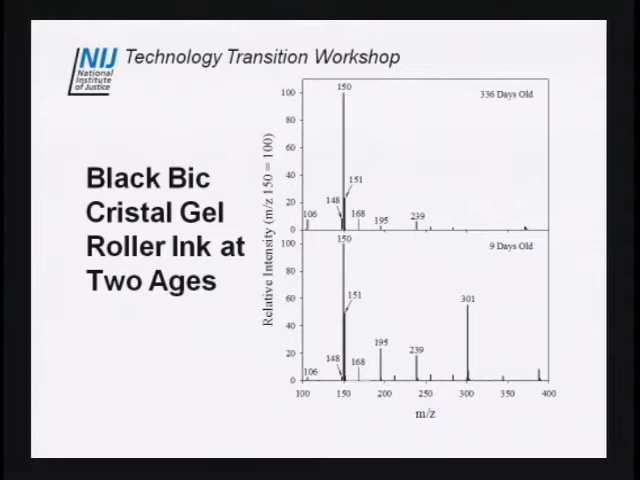 NIJ
National
Institute
of Justice
Technology Transition Workshop
Black Bic
Cristal Gel
Roller Ink at
Two Ages
Relative Intensity (m/z 150 = 100)
336 Days Old
100
80
60
40
20
0
150
151
148
106
168
195
239
9 Days Old
100
80
60
40
20
0
150
151
148
106
168
195
239
301
100
150
200
250
300
350
400
m/z